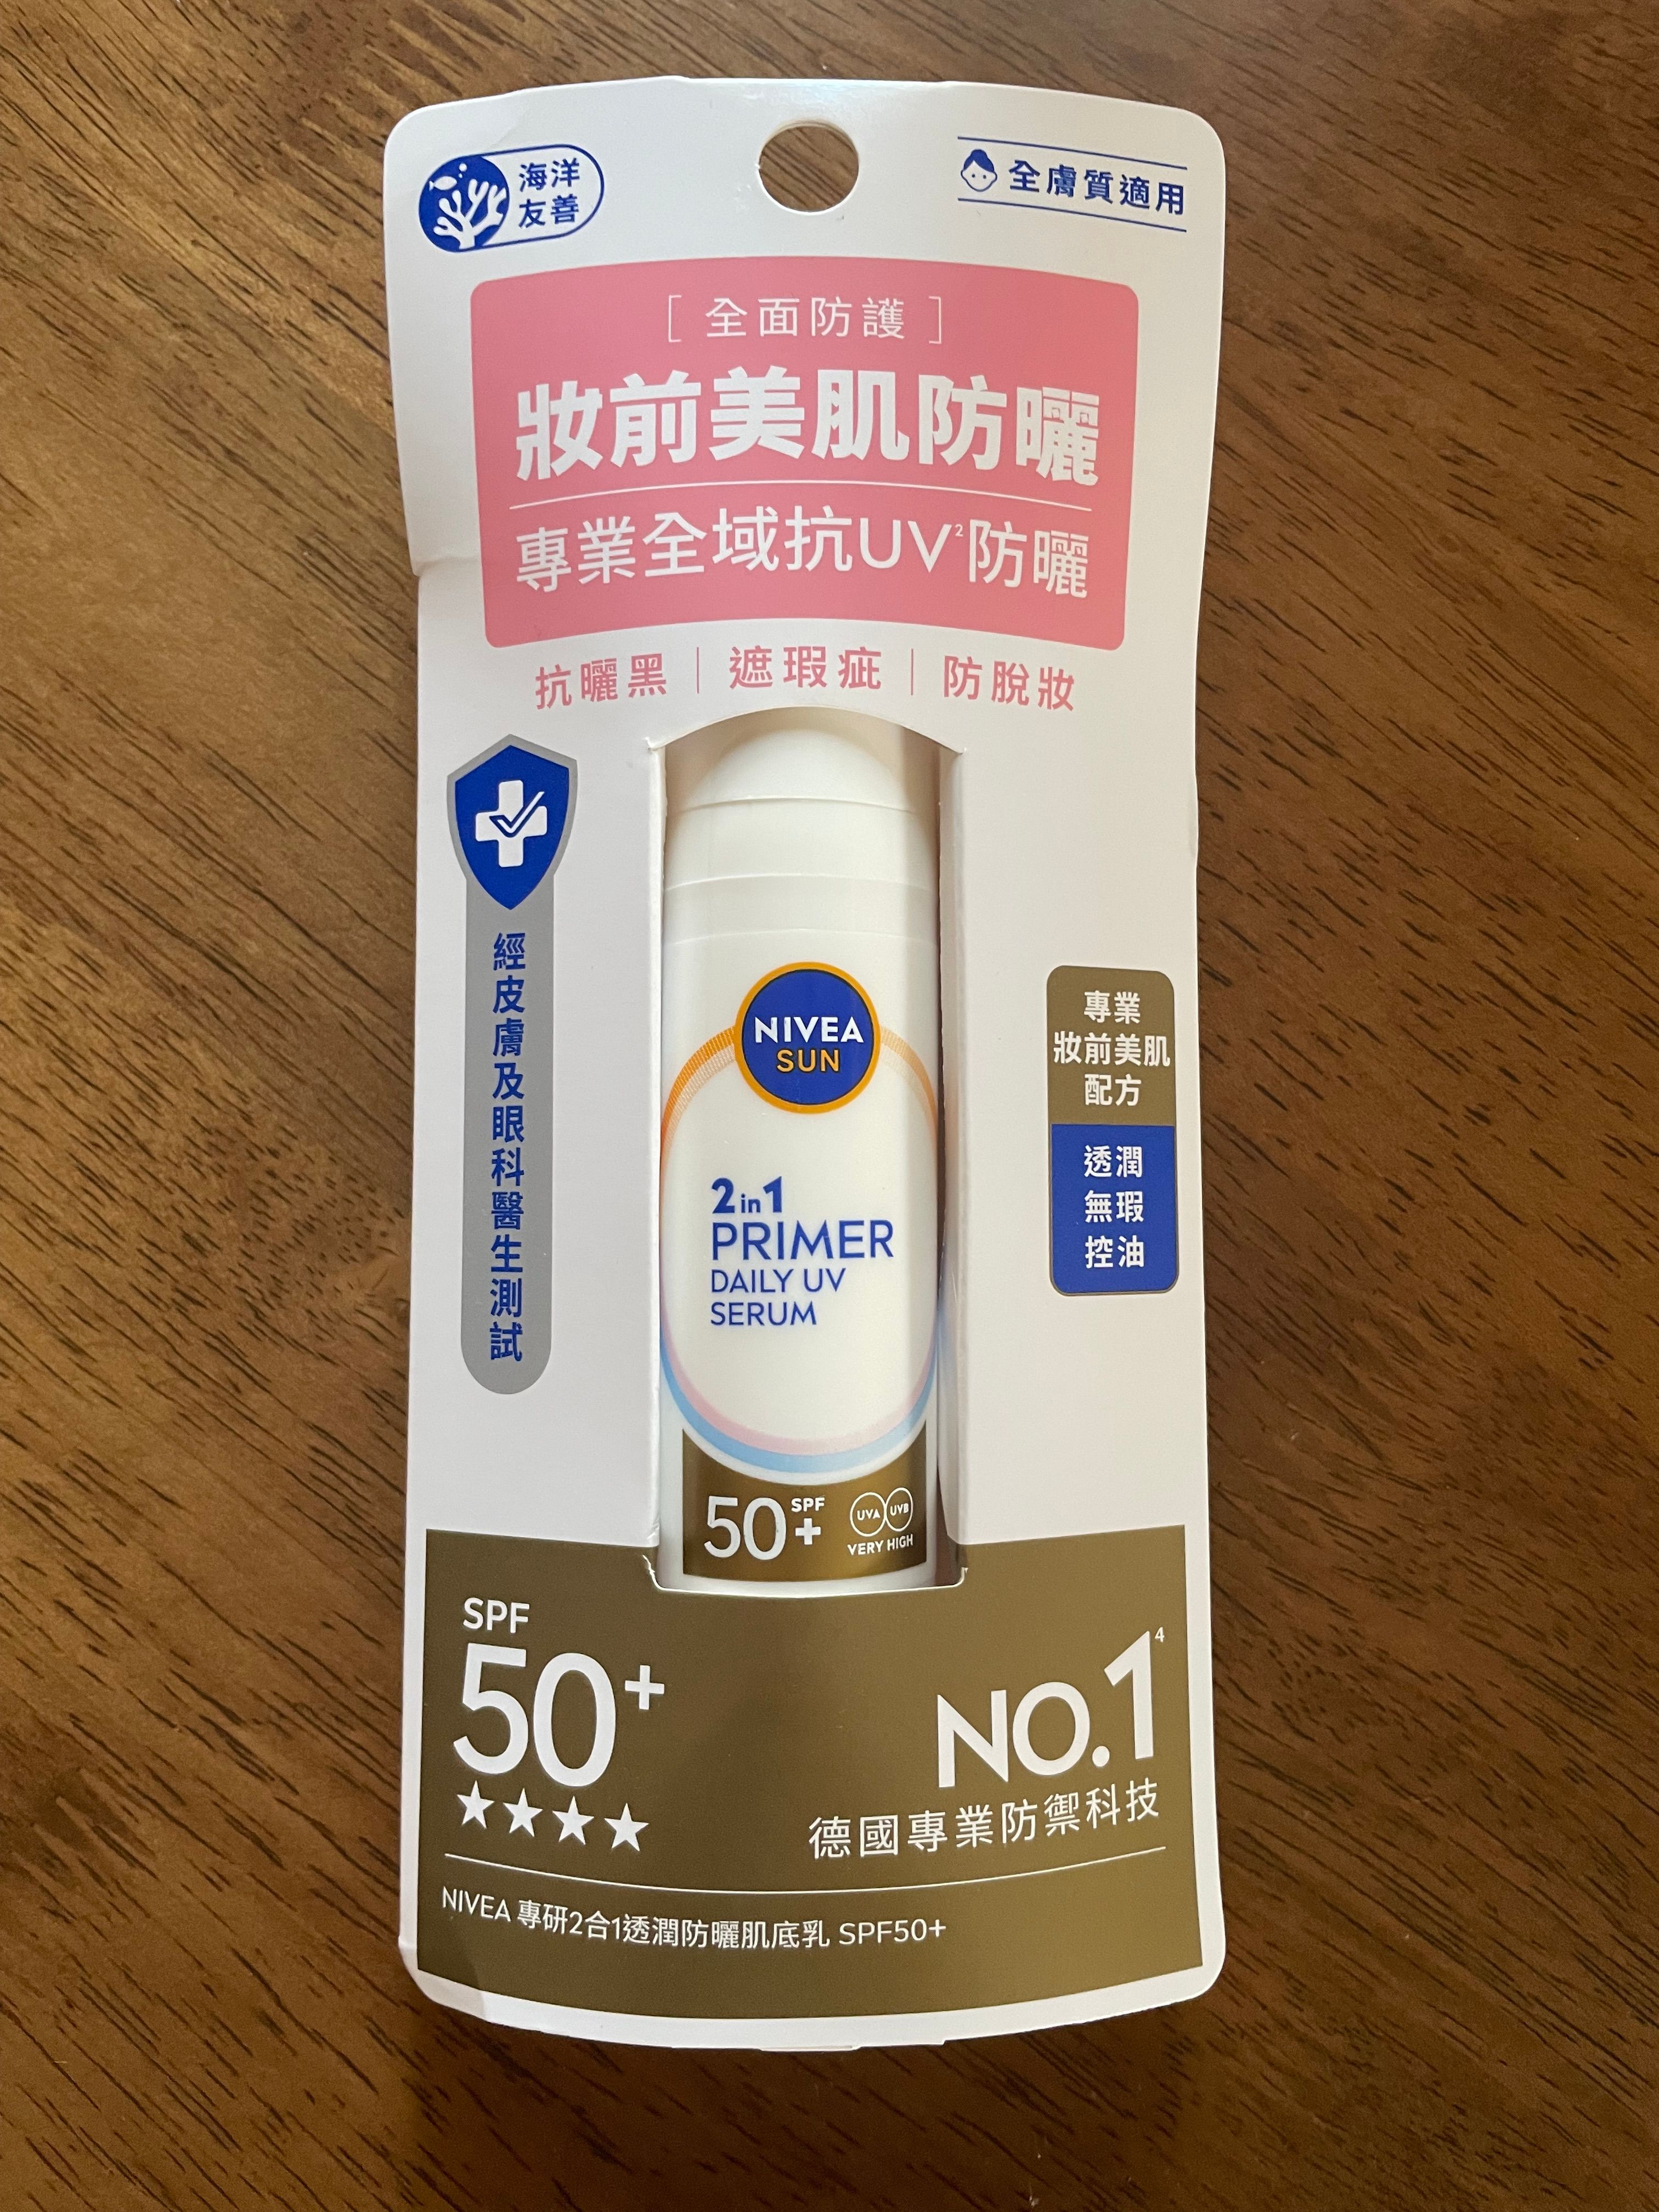 海洋
友善
全膚質適用
[ 全面防護 ]
妝前美肌防曬
專業全域抗UV²防曬
抗曬黑｜遮瑕疵｜防脫妝
經皮膚及眼科醫生測試
NIVEA
SUN
2in1
PRIMER
DAILY UV
SERUM
50+ SPF
UVA UVB
VERY HIGH
專業
妝前美肌
配方
透潤
無瑕
控油
SPF
50+
★★★★
NO.1⁴
德國專業防禦科技
NIVEA 專研2合1透潤防曬肌底乳 SPF50+